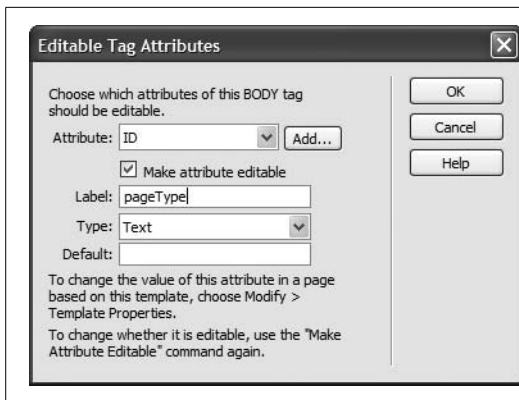 Editable Tag Attributes
Choose which attributes of this BODY tag
should be editable.
Attribute: ID Add...
Make attribute editable
Label: pageType
Type: Text
Default:
To change the value of this attribute in a page
based on this template, choose Modify >
Template Properties.
To change whether it is editable, use the "Make
Attribute Editable" command again.
OK
Cancel
Help